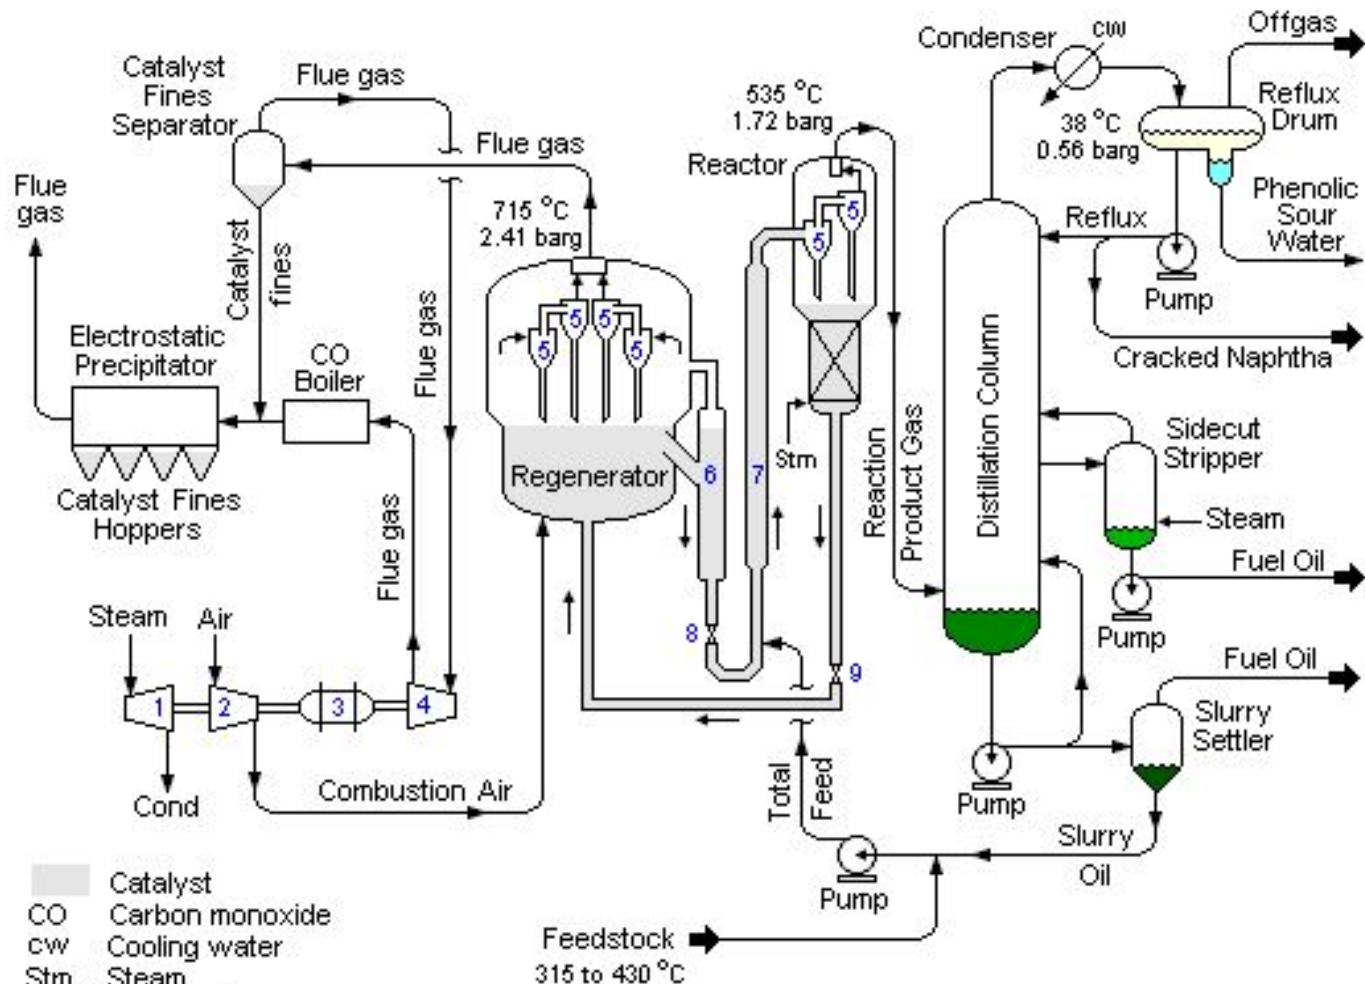 Catalyst
Fines
Separator
Flue gas
Flue gas
Flue
gas
Catalyst
fines
Electrostatic
Precipitator
CO
Boiler
Catalyst Fines
Hoppers
Flue gas
Flue gas
Steam
Air
1
2
3
4
Cond
Combustion Air
715 °C
2.41 barg
5
5
5
5
Regenerator
6
7
8
9
535 °C
1.72 barg
Reactor
5
5
Stm
Reaction
Product Gas
Total
Feed
Condenser
CW
Offgas
Reflux
Drum
38 °C
0.56 barg
Phenolic
Sour
Water
Reflux
Pump
Cracked Naphtha
Distillation Column
Sidecut
Stripper
Steam
Fuel Oil
Pump
Fuel Oil
Slurry
Settler
Pump
Slurry
Oil
Pump
Feedstock
315 to 430 °C
Catalyst
CO Carbon monoxide
CW Cooling water
Stm Steam